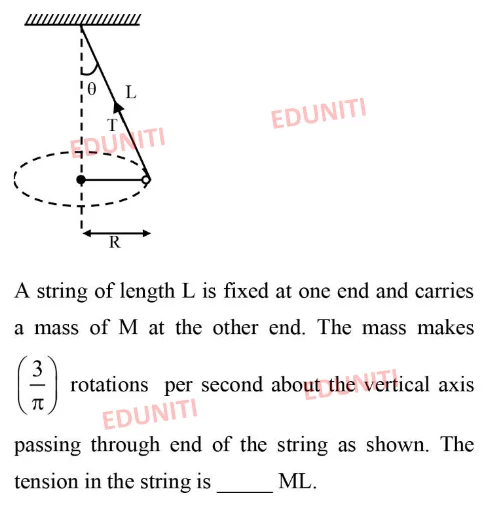 θ L
T
EDUNITI
EDUNITI
R
A string of length L is fixed at one end and carries
a mass of M at the other end. The mass makes
(3/π) rotations per second about the vertical axis
EDUNITI
EDUNITI
passing through end of the string as shown. The
tension in the string is _____ ML.